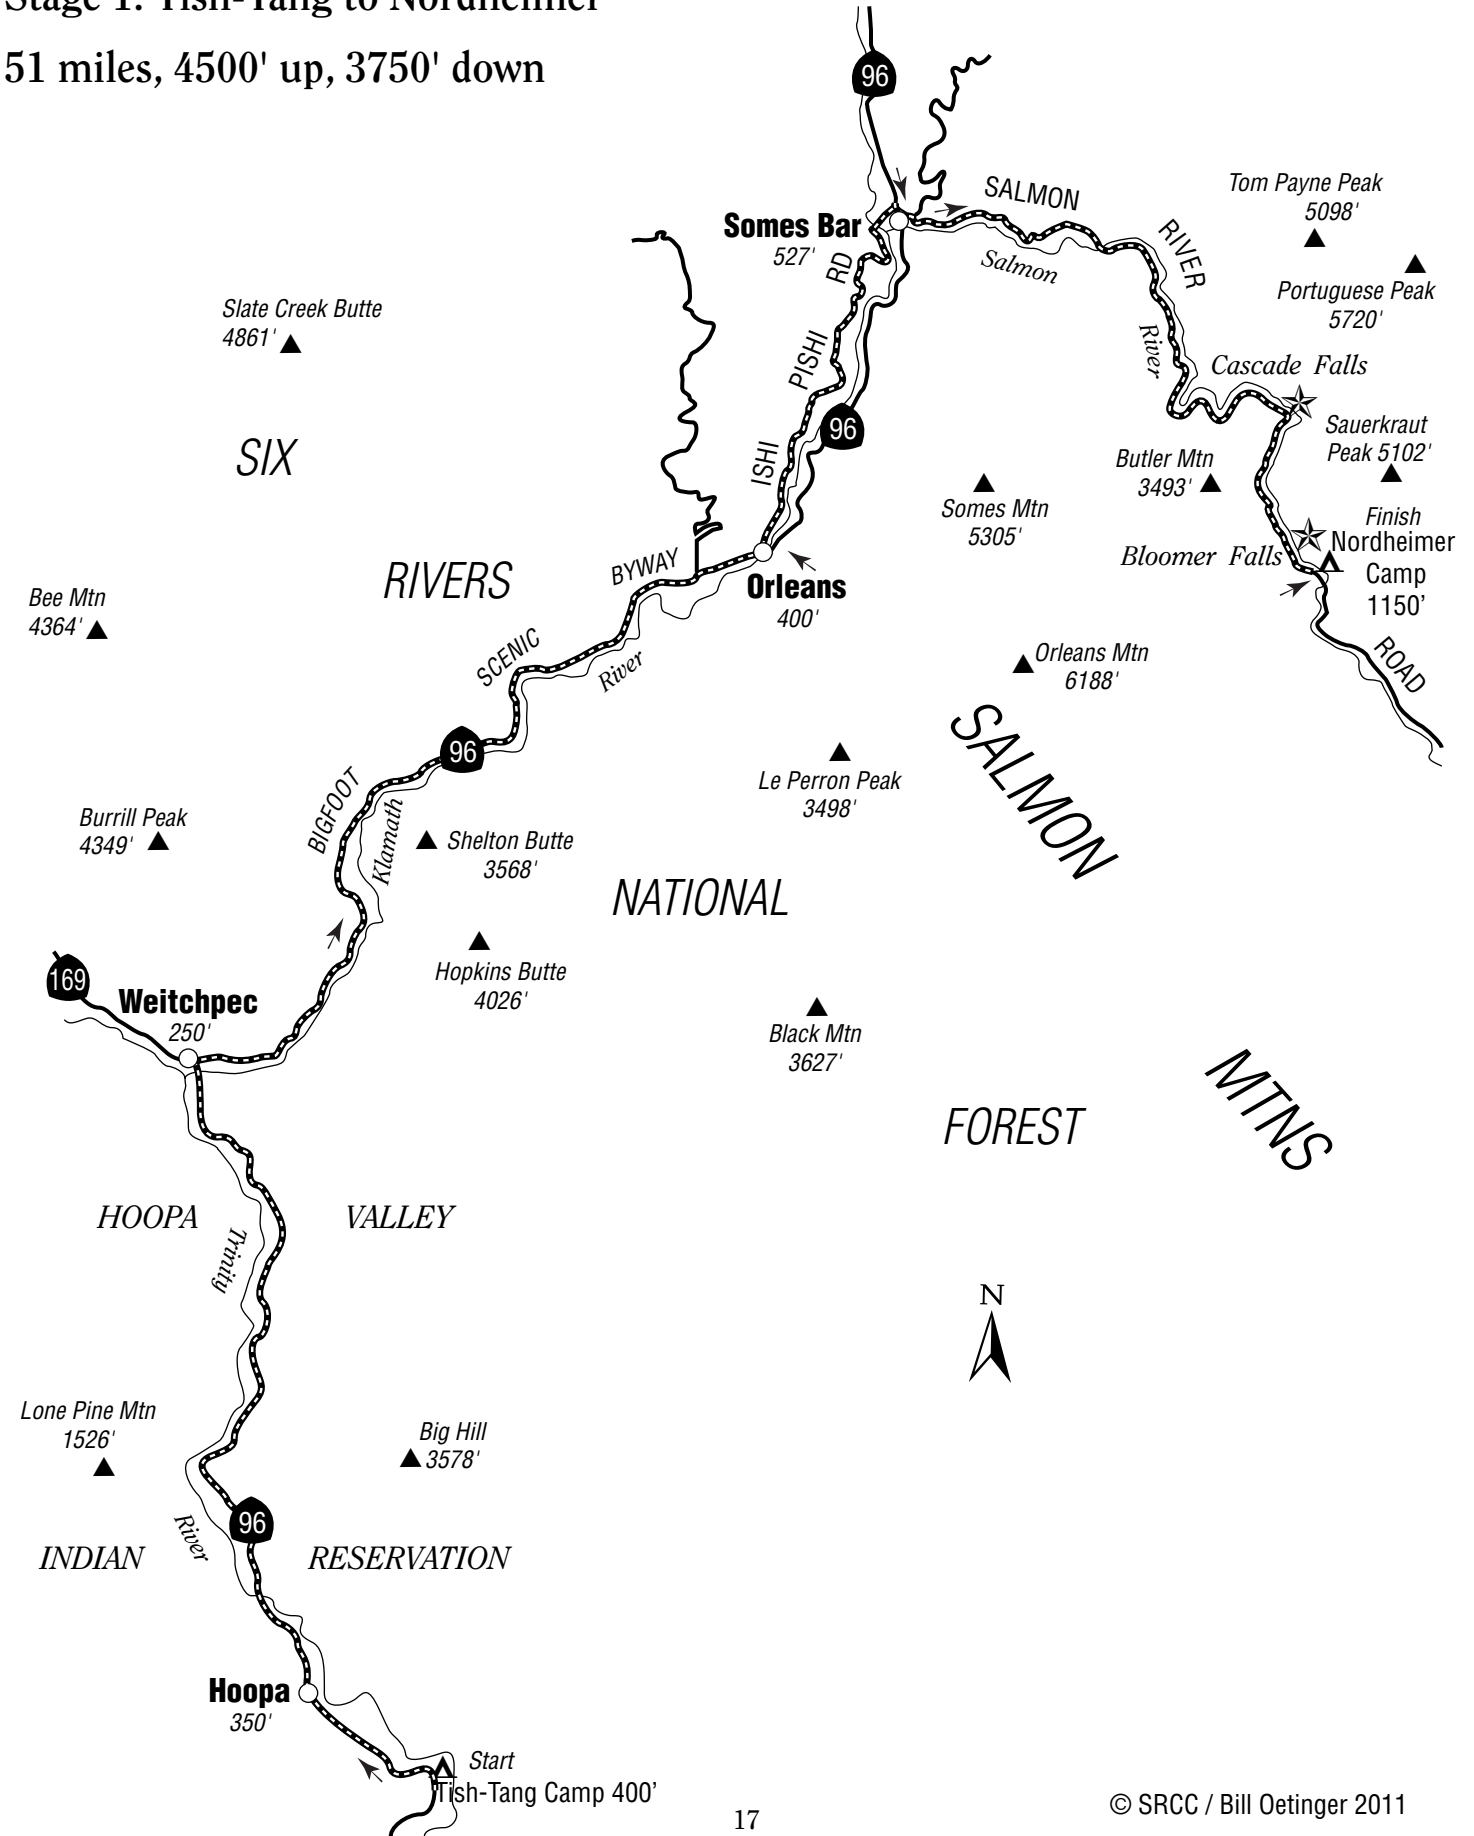 Stage 1: Tish-Tang to Nordheimer
51 miles, 4500' up, 3750' down
96
SALMON
Tom Payne Peak
5098'
Somes Bar
527'
RIVER
Salmon
RD
Portuguese Peak
5720'
Slate Creek Butte
4861'
River
PISHI
Cascade Falls
96
Sauerkraut
Peak 5102'
SIX
ISHI
Butler Mtn
3493'
Somes Mtn
5305'
Finish
Nordheimer
Camp
1150’
Bloomer Falls
RIVERS
BYWAY
Orleans
400'
Bee Mtn
4364'
SCENIC
River
Orleans Mtn
6188'
ROAD
96
SALMON
Le Perron Peak
3498'
BIGFOOT
Klamath
Burrill Peak
4349'
Shelton Butte
3568'
NATIONAL
Hopkins Butte
4026'
169
Weitchpec
250'
Black Mtn
3627'
MTNS
FOREST
HOOPA VALLEY
Trinity
N
Lone Pine Mtn
1526'
Big Hill
3578'
96
River
INDIAN RESERVATION
Hoopa
350'
Start
Tish-Tang Camp 400’
17
© SRCC / Bill Oetinger 2011